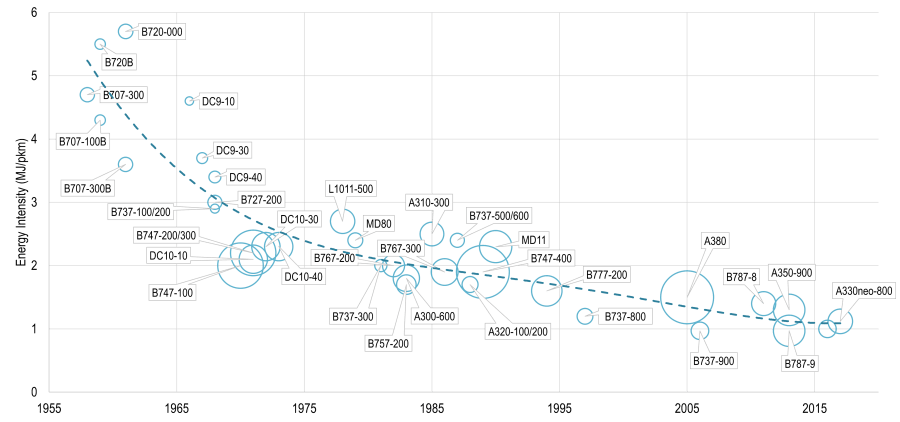 6
B720-000
B720B
5
B707-300
DC9-10
B707-100B
4
DC9-30
B707-300B
DC9-40
Energy Intensity (MJ/pkm)
3
B727-200
B737-100/200
L1011-500
A310-300
B737-500/600
DC10-30
MD80
B747-200/300
B767-300
MD11
A380
DC10-10
B767-200
B747-400
2
DC10-40
B777-200
B787-8
A350-900
B747-100
A330neo-800
B737-300
A300-600
B737-800
A320-100/200
1
B757-200
B737-900
B787-9
0
1955
1965
1975
1985
1995
2005
2015